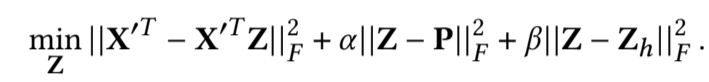 min_Z ||X′^T − X′^T Z||_F^2 + α||Z − P||_F^2 + β||Z − Z_h||_F^2 .